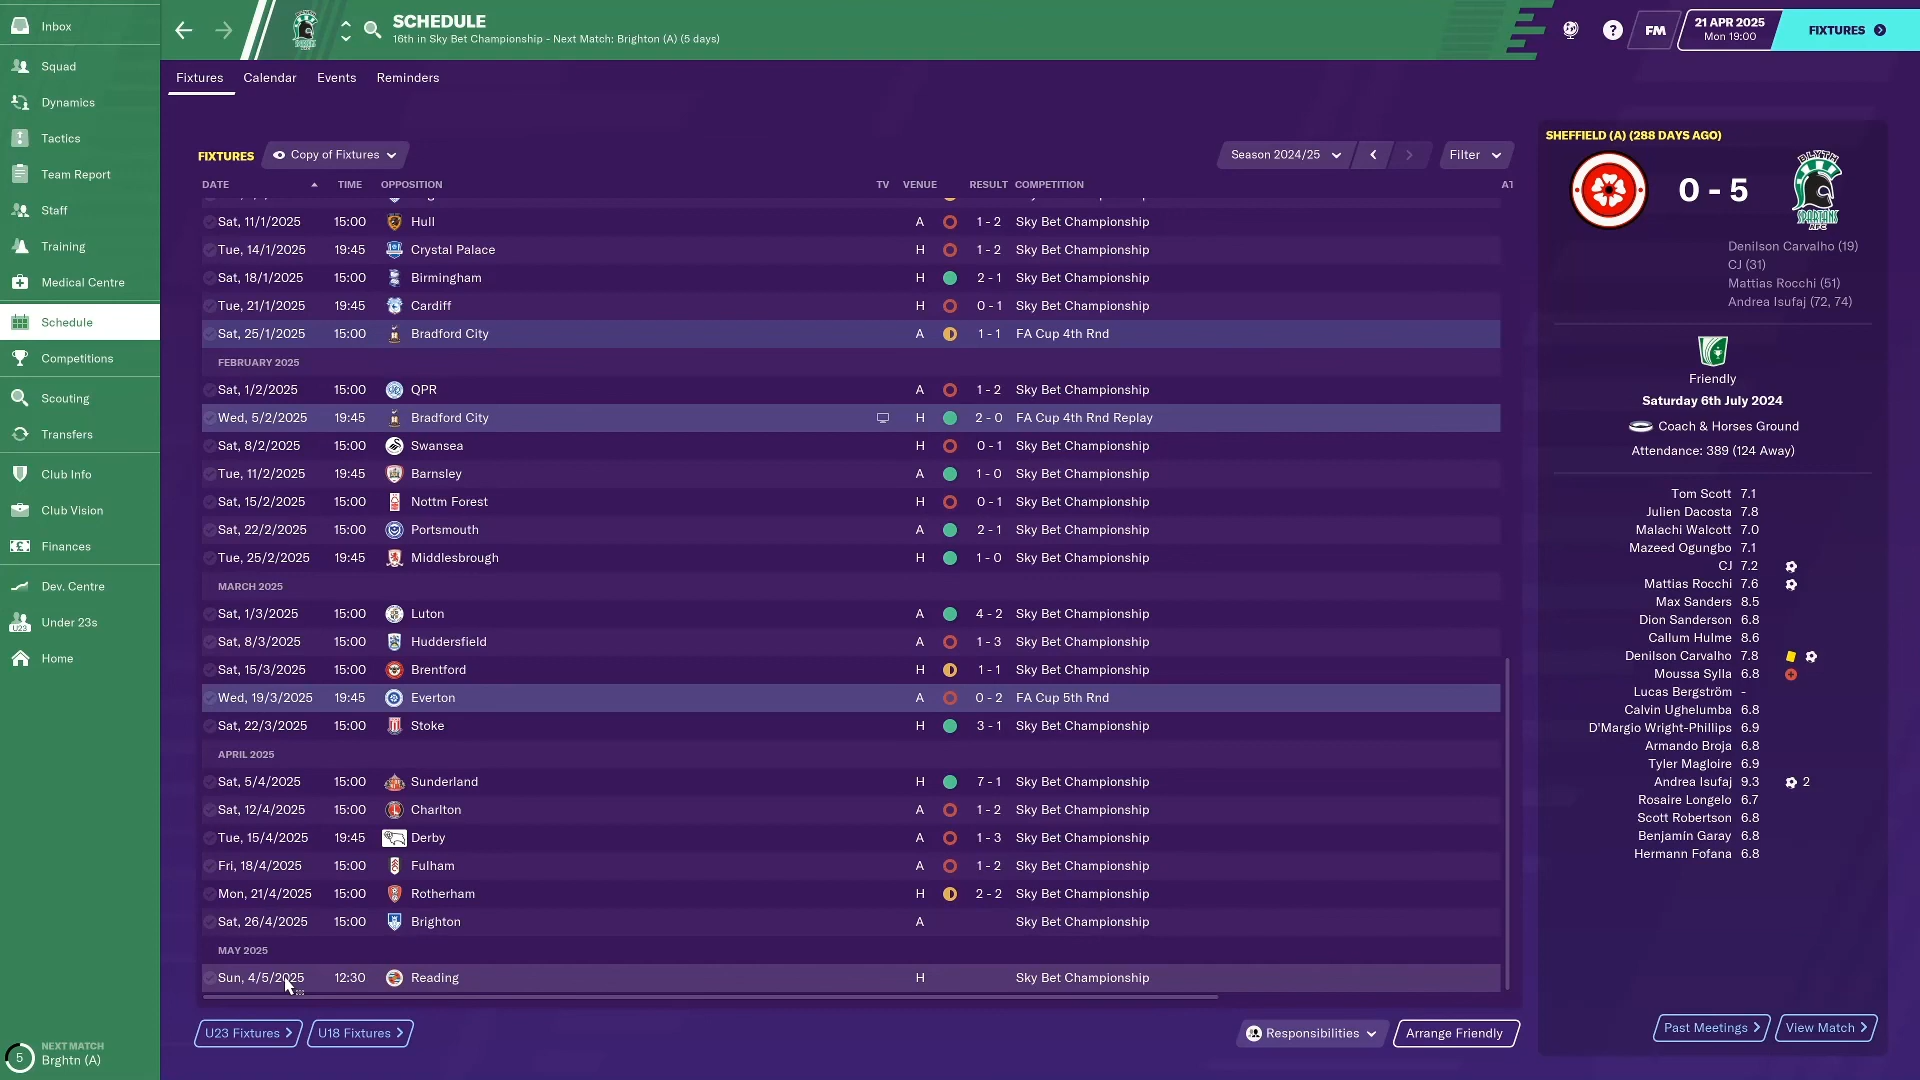 Inbox
Squad
Dynamics
Tactics
Team Report
Staff
Training
Medical Centre
Schedule
Competitions
Scouting
Transfers
Club Info
Club Vision
Finances
Dev. Centre
U23
Under 23s
Home
5
NEXT MATCH
Brghtn (A)
SCHEDULE
16th in Sky Bet Championship - Next Match: Brighton (A) (5 days)
?
FM
21 APR 2025
Mon 19:00
FIXTURES
Fixtures Calendar Events Reminders
FIXTURES Copy of Fixtures Season 2024/25 Filter
DATE TIME OPPOSITION TV VENUE RESULT COMPETITION
Sat, 11/1/2025 15:00 Hull A 1 - 2 Sky Bet Championship
Tue, 14/1/2025 19:45 Crystal Palace H 1 - 2 Sky Bet Championship
Sat, 18/1/2025 15:00 Birmingham H 2 - 1 Sky Bet Championship
Tue, 21/1/2025 19:45 Cardiff H 0 - 1 Sky Bet Championship
Sat, 25/1/2025 15:00 Bradford City A 1 - 1 FA Cup 4th Rnd
FEBRUARY 2025
Sat, 1/2/2025 15:00 QPR A 1 - 2 Sky Bet Championship
Wed, 5/2/2025 19:45 Bradford City H 2 - 0 FA Cup 4th Rnd Replay
Sat, 8/2/2025 15:00 Swansea H 0 - 1 Sky Bet Championship
Tue, 11/2/2025 19:45 Barnsley A 1 - 0 Sky Bet Championship
Sat, 15/2/2025 15:00 Nottm Forest H 0 - 1 Sky Bet Championship
Sat, 22/2/2025 15:00 Portsmouth A 2 - 1 Sky Bet Championship
Tue, 25/2/2025 19:45 Middlesbrough H 1 - 0 Sky Bet Championship
MARCH 2025
Sat, 1/3/2025 15:00 Luton A 4 - 2 Sky Bet Championship
Sat, 8/3/2025 15:00 Huddersfield A 1 - 3 Sky Bet Championship
Sat, 15/3/2025 15:00 Brentford H 1 - 1 Sky Bet Championship
Wed, 19/3/2025 19:45 Everton A 0 - 2 FA Cup 5th Rnd
Sat, 22/3/2025 15:00 Stoke H 3 - 1 Sky Bet Championship
APRIL 2025
Sat, 5/4/2025 15:00 Sunderland H 7 - 1 Sky Bet Championship
Sat, 12/4/2025 15:00 Charlton A 1 - 2 Sky Bet Championship
Tue, 15/4/2025 19:45 Derby A 1 - 3 Sky Bet Championship
Fri, 18/4/2025 15:00 Fulham A 1 - 2 Sky Bet Championship
Mon, 21/4/2025 15:00 Rotherham H 2 - 2 Sky Bet Championship
Sat, 26/4/2025 15:00 Brighton A Sky Bet Championship
MAY 2025
Sun, 4/5/2025 12:30 Reading H Sky Bet Championship
U23 Fixtures U18 Fixtures Responsibilities Arrange Friendly
SHEFFIELD (A) (288 DAYS AGO)
0 - 5
BLYTH
SPARTANS
AFC
Denilson Carvalho (19)
CJ (31)
Mattias Rocchi (51)
Andrea Isufaj (72, 74)
Friendly
Saturday 6th July 2024
Coach & Horses Ground
Attendance: 389 (124 Away)
Tom Scott 7.1
Julien Dacosta 7.8
Malachi Walcott 7.0
Mazeed Ogungbo 7.1
CJ 7.2
Mattias Rocchi 7.6
Max Sanders 8.5
Dion Sanderson 6.8
Callum Hulme 8.6
Denilson Carvalho 7.8
Moussa Sylla 6.8
Lucas Bergström -
Calvin Ughelumba 6.8
D'Margio Wright-Phillips 6.9
Armando Broja 6.8
Tyler Magloire 6.9
Andrea Isufaj 9.3 2
Rosaire Longelo 6.7
Scott Robertson 6.8
Benjamín Garay 6.8
Hermann Fofana 6.8
Past Meetings View Match